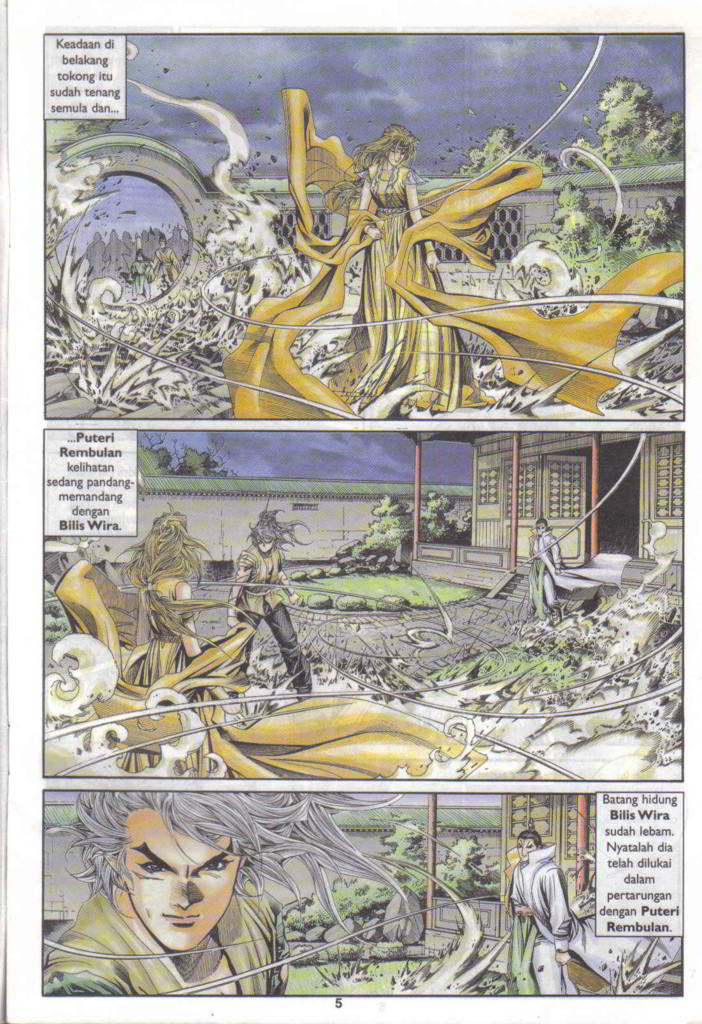 Keadaan di
belakang
tokong itu
sudah tenang
semula dan...
...Puteri
Rembulan
kelihatan
sedang pandang-
memandang
dengan
Bilis Wira.
Batang hidung
Bilis Wira
sudah lebam.
Nyatalah dia
telah dilukai
dalam
pertarungan
dengan Puteri
Rembulan.
5